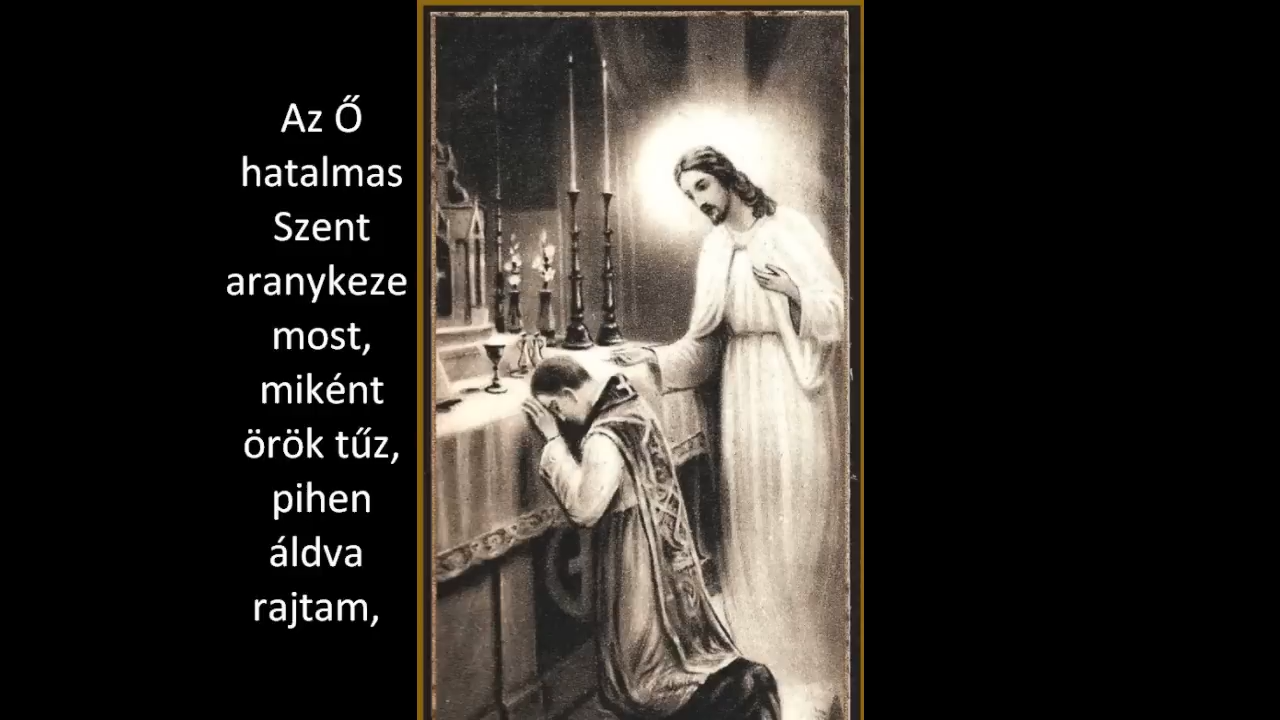 Az Ő
hatalmas
Szent
aranykeze
most,
miként
örök tűz,
pihen
áldva
rajtam,